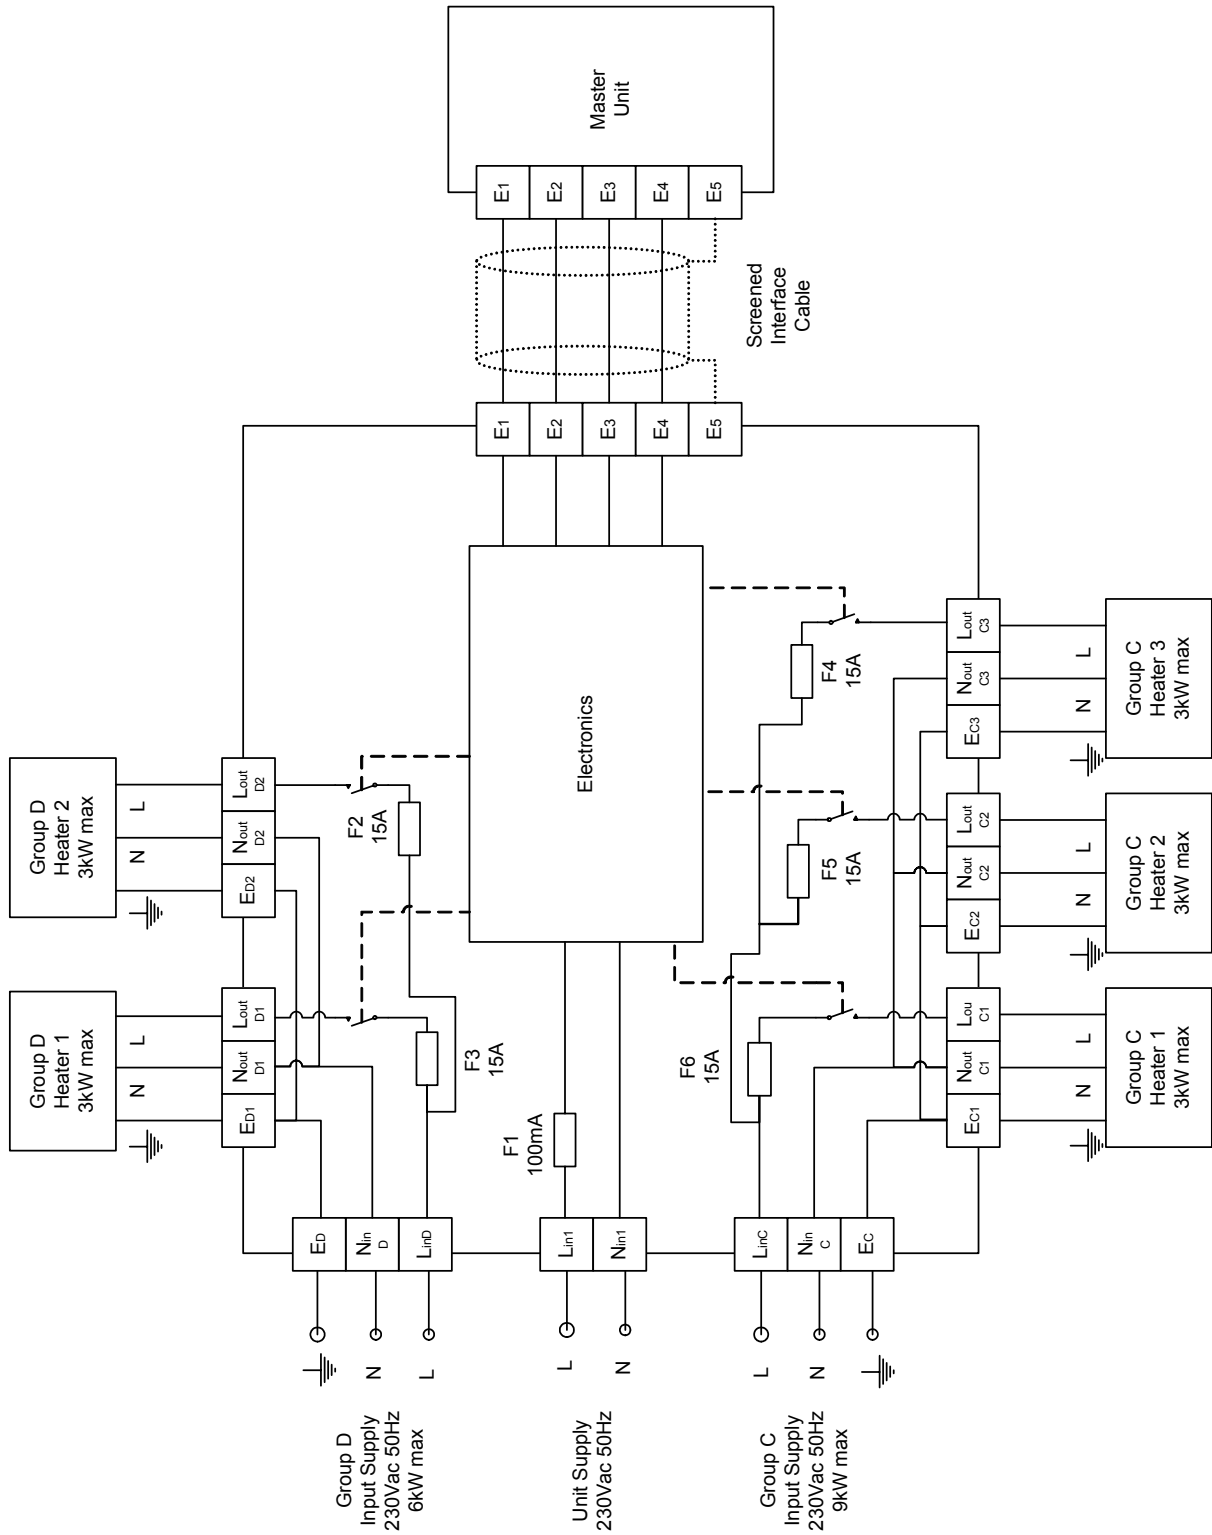 Group D
Heater 1
3kW max
N
L
ED1
Nout
D1
Lout
D1
Group D
Heater 2
3kW max
N
L
ED2
Nout
D2
Lout
D2
F3
15A
F2
15A
Group D
Input Supply
230Vac 50Hz
6kW max
N
L
ED
Nin
D
LinD
Unit Supply
230Vac 50Hz
L
N
Lin1
Nin1
F1
100mA
Electronics
E1
E2
E3
E4
E5
Screened
Interface
Cable
E1
E2
E3
E4
E5
Master
Unit
Group C
Input Supply
230Vac 50Hz
9kW max
L
N
LinC
Nin
C
EC
F6
15A
F5
15A
F4
15A
EC1
Nout
C1
Lou
C1
N
L
Group C
Heater 1
3kW max
EC2
Nout
C2
Lout
C2
N
L
Group C
Heater 2
3kW max
EC3
Nout
C3
Lout
C3
N
L
Group C
Heater 3
3kW max